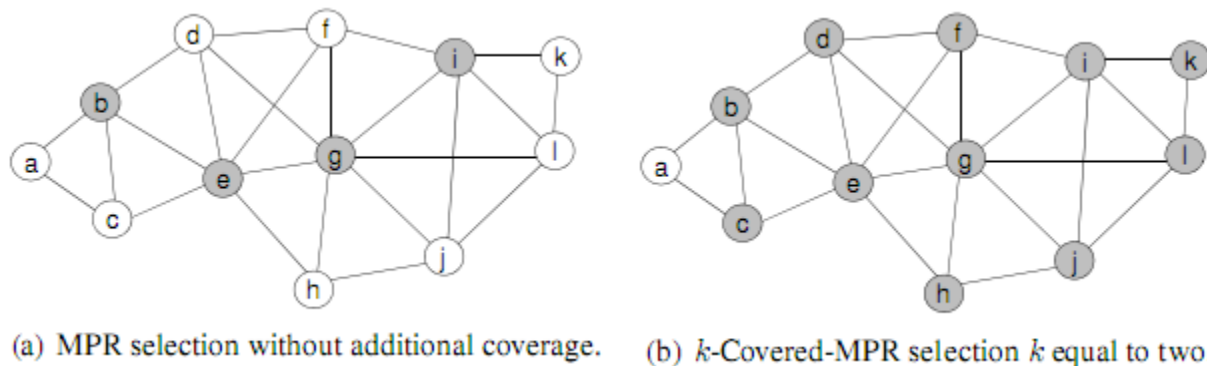 d f i k
b
a e g l
c
h j
d f i k
b
a e g l
c
h j
(a) MPR selection without additional coverage.
(b) k-Covered-MPR selection k equal to two